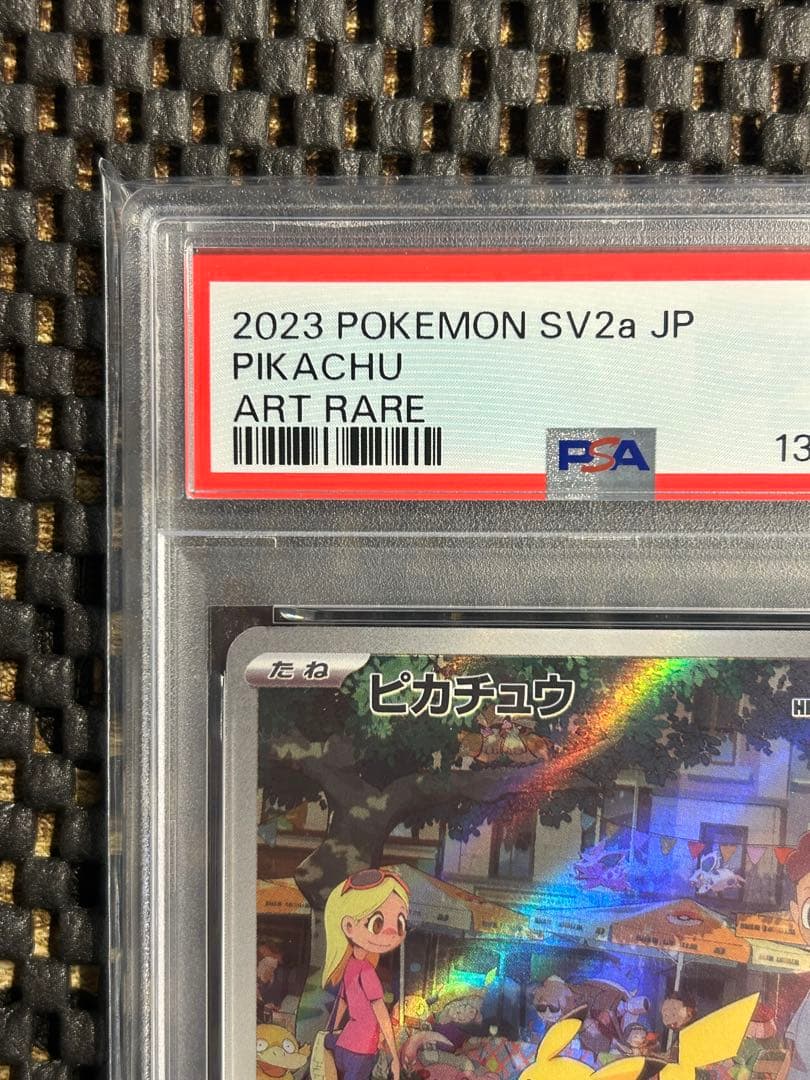 2023 POKEMON SV2a JP
PIKACHU
ART RARE
PSA
13
たね
ピカチュウ